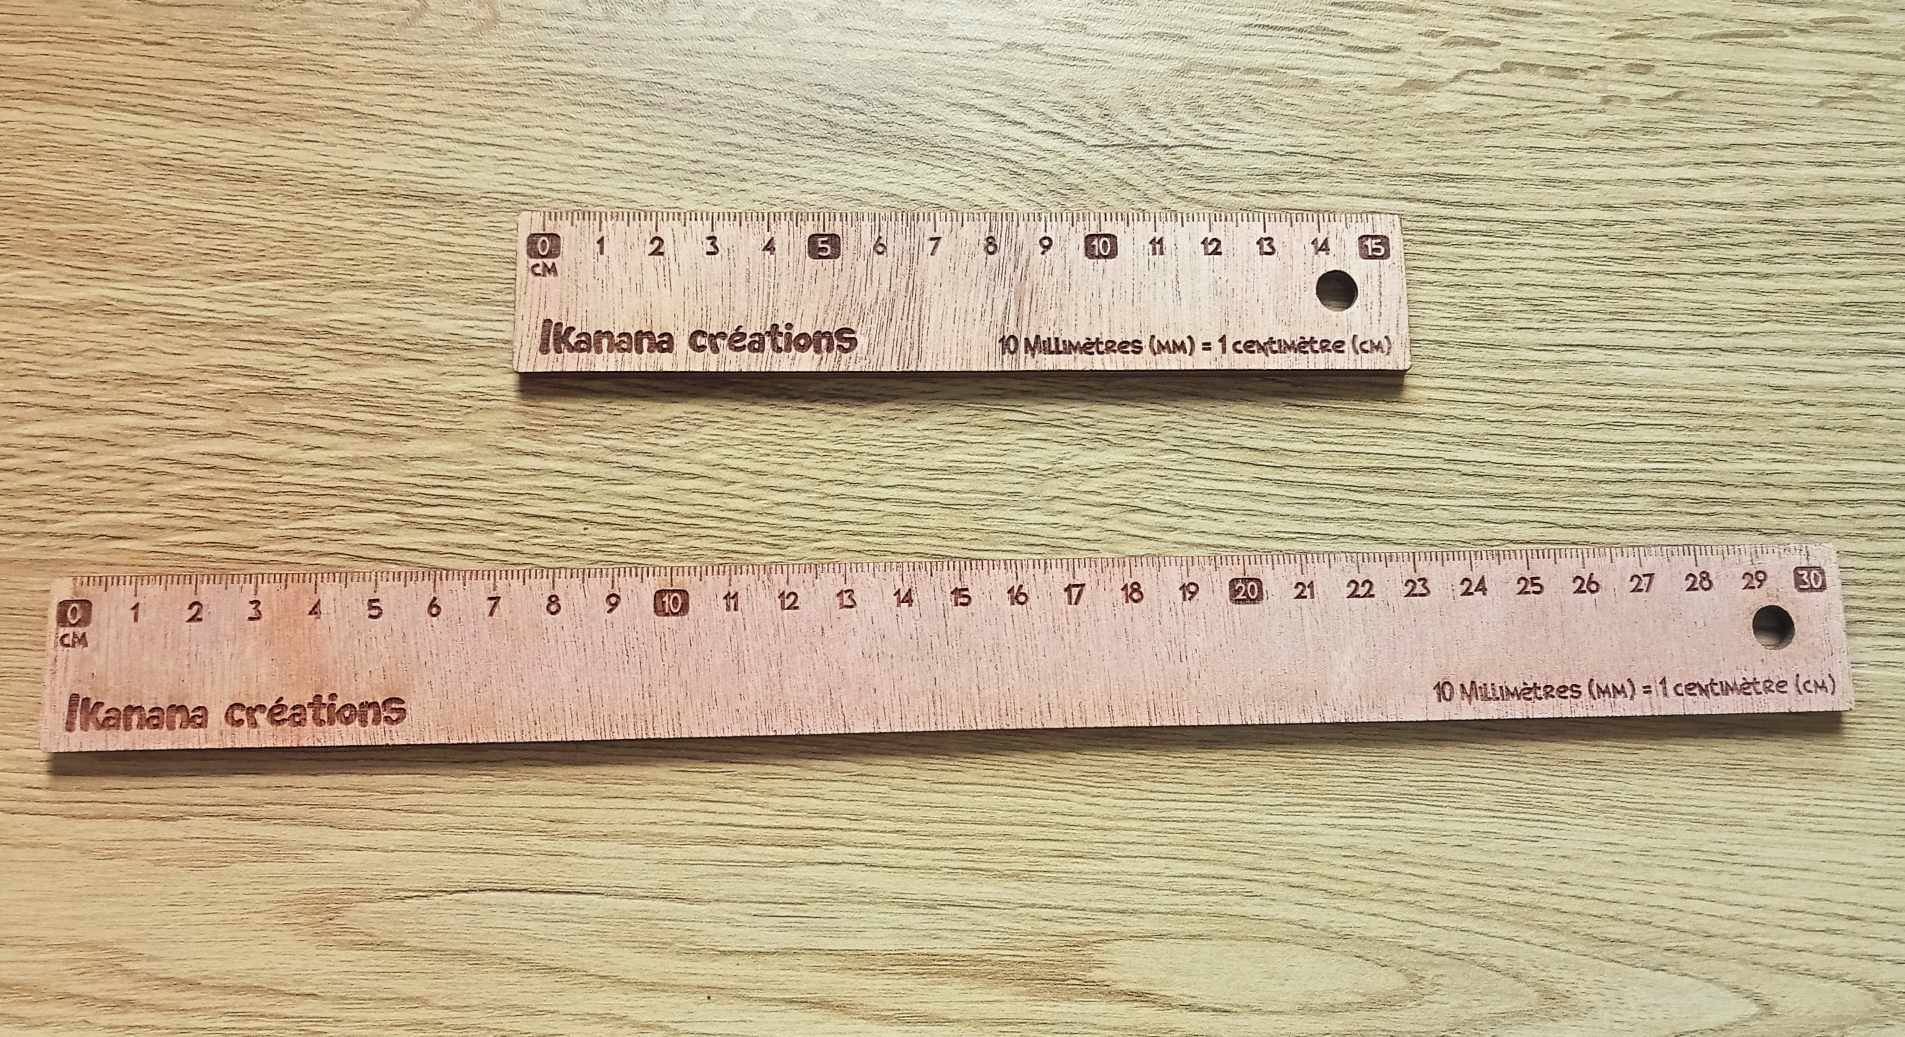 0 1 2 3 4 5 6 7 8 9 10 11 12 13 14 15
CM
Ikanana créations
10 Millimètres (MM) = 1 centimètre (CM)
0 1 2 3 4 5 6 7 8 9 10 11 12 13 14 15 16 17 18 19 20 21 22 23 24 25 26 27 28 29 30
CM
Ikanana créations
10 Millimètres (MM) = 1 centimètre (CM)